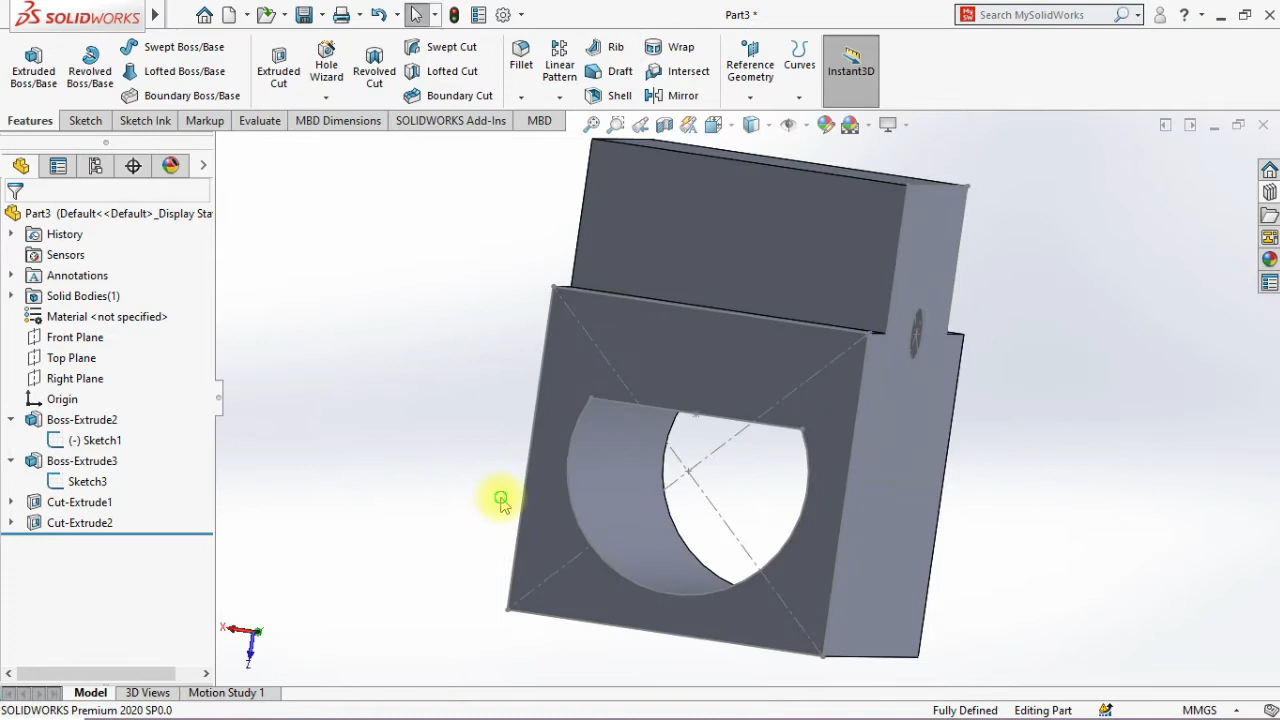 SOLIDWORKS
Part3 *
Search MySolidWorks
Extruded Boss/Base
Revolved Boss/Base
Swept Boss/Base
Lofted Boss/Base
Boundary Boss/Base
Extruded Cut
Hole Wizard
Revolved Cut
Swept Cut
Lofted Cut
Boundary Cut
Fillet
Linear Pattern
Rib
Draft
Shell
Wrap
Intersect
Mirror
Reference Geometry
Curves
Instant3D
Features
Sketch
Sketch Ink
Markup
Evaluate
MBD Dimensions
SOLIDWORKS Add-Ins
MBD
Part3 (Default<<Default>_Display Sta
History
Sensors
Annotations
Solid Bodies(1)
Material <not specified>
Front Plane
Top Plane
Right Plane
Origin
Boss-Extrude2
(-) Sketch1
Boss-Extrude3
Sketch3
Cut-Extrude1
Cut-Extrude2
X
Y
Z
Model
3D Views
Motion Study 1
SOLIDWORKS Premium 2020 SP0.0
Fully Defined
Editing Part
MMGS